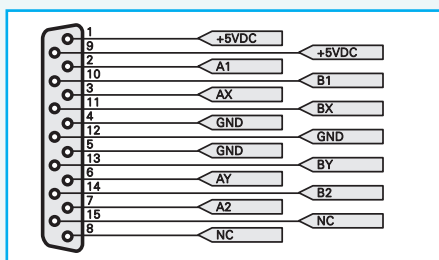 1 +5VDC
9 +5VDC
2 A1
10 B1
3 AX
11 BX
4 GND
12 GND
5 GND
13 BY
6 AY
14 B2
7 A2
15 NC
8 NC